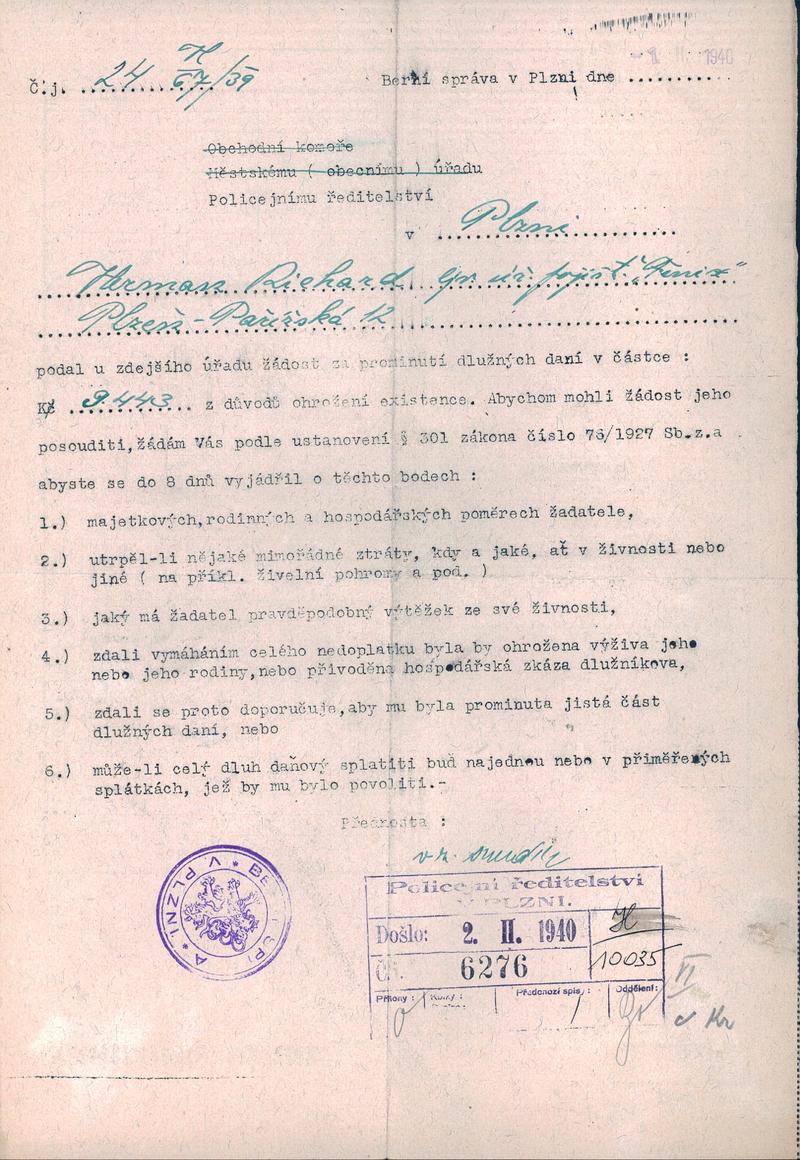 - 1. II. 1940
Č.j. 24 H/67/39 Berní správa v Plzni dne ..........
Obchodní komoře
Městskému ( obecnímu ) úřadu
Policejnímu ředitelství
v Plzni
Herman Richard úř. pojišť. "Fenix"
Plzeň - Pařížská 12
podal u zdejšího úřadu žádost za prominutí dlužných daní v částce :
Kč 9.443 z důvodů ohrožení existence. Abychom mohli žádost jeho
posouditi, žádám Vás podle ustanovení § 301 zákona číslo 76/1927 Sb.z.a .
abyste se do 8 dnů vyjádřil o těchto bodech :
1.) majetkových, rodinných a hospodářských poměrech žadatele,
2.) utrpěl-li nějaké mimořádné ztráty, kdy a jaké, ať v živnosti nebo
jiné ( na příkl. živelní pohromy a pod. )
3.) jaký má žadatel pravděpodobný výtěžek ze své živnosti,
4.) zdali vymáháním celého nedoplatku byla by ohrožena výživa jeho
nebo jeho rodiny, nebo přivoděna hospodářská zkáza dlužníkova,
5.) zdali se proto doporučuje, aby mu byla prominuta jistá část
dlužných daní, nebo
6.) může-li celý dluh daňový splatiti buď najednou nebo v přiměřených
splátkách, jež by mu bylo povoliti.-
Přednosta :
v z.
V PLZNI
Policejní ředitelství
V PLZNI.
Došlo: 2. II. 1940
Čís. 6276
H
10035
Přílohy : Kolky : Předchozí spis. : Oddělení :
VI